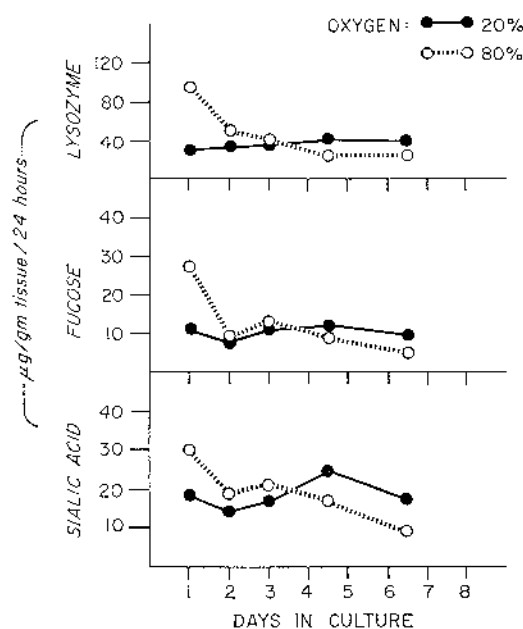 OXYGEN: 20%
80%
µg/gm tissue/24 hours
LYSOZYME
120
80
40
FUCOSE
40
30
20
10
SIALIC ACID
40
30
20
10
1 2 3 4 5 6 7 8
DAYS IN CULTURE